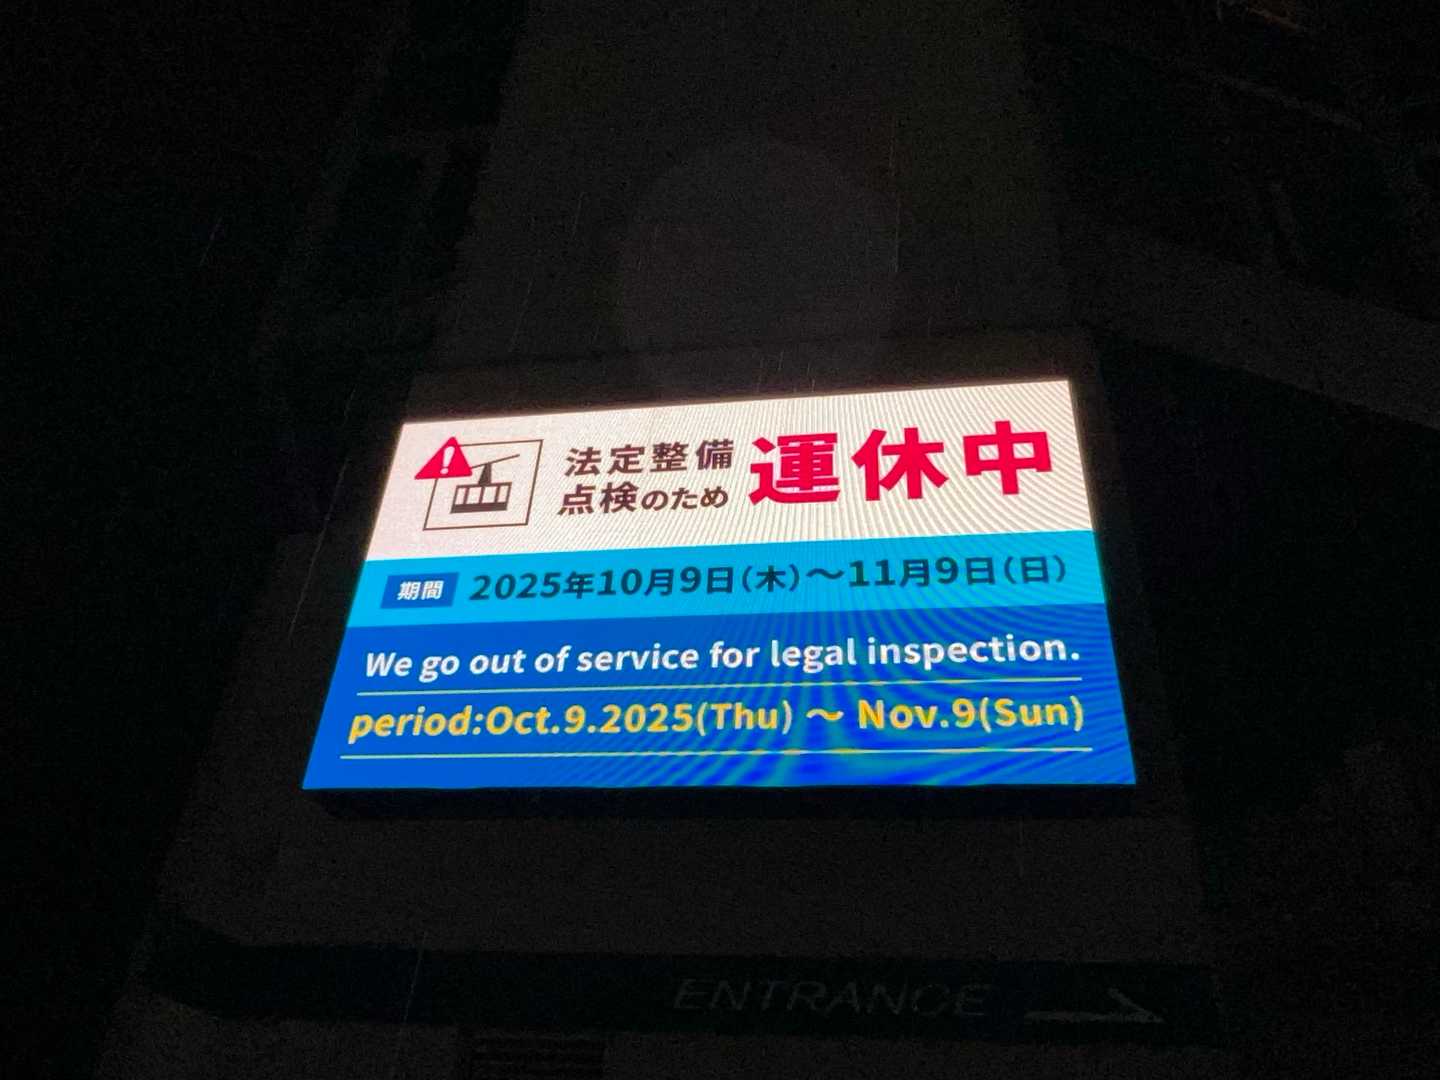 法定整備
点検のため
運休中
期間 2025年10月9日(木)～11月9日(日)
We go out of service for legal inspection.
period:Oct.9.2025(Thu) ～ Nov.9(Sun)
ENTRANCE